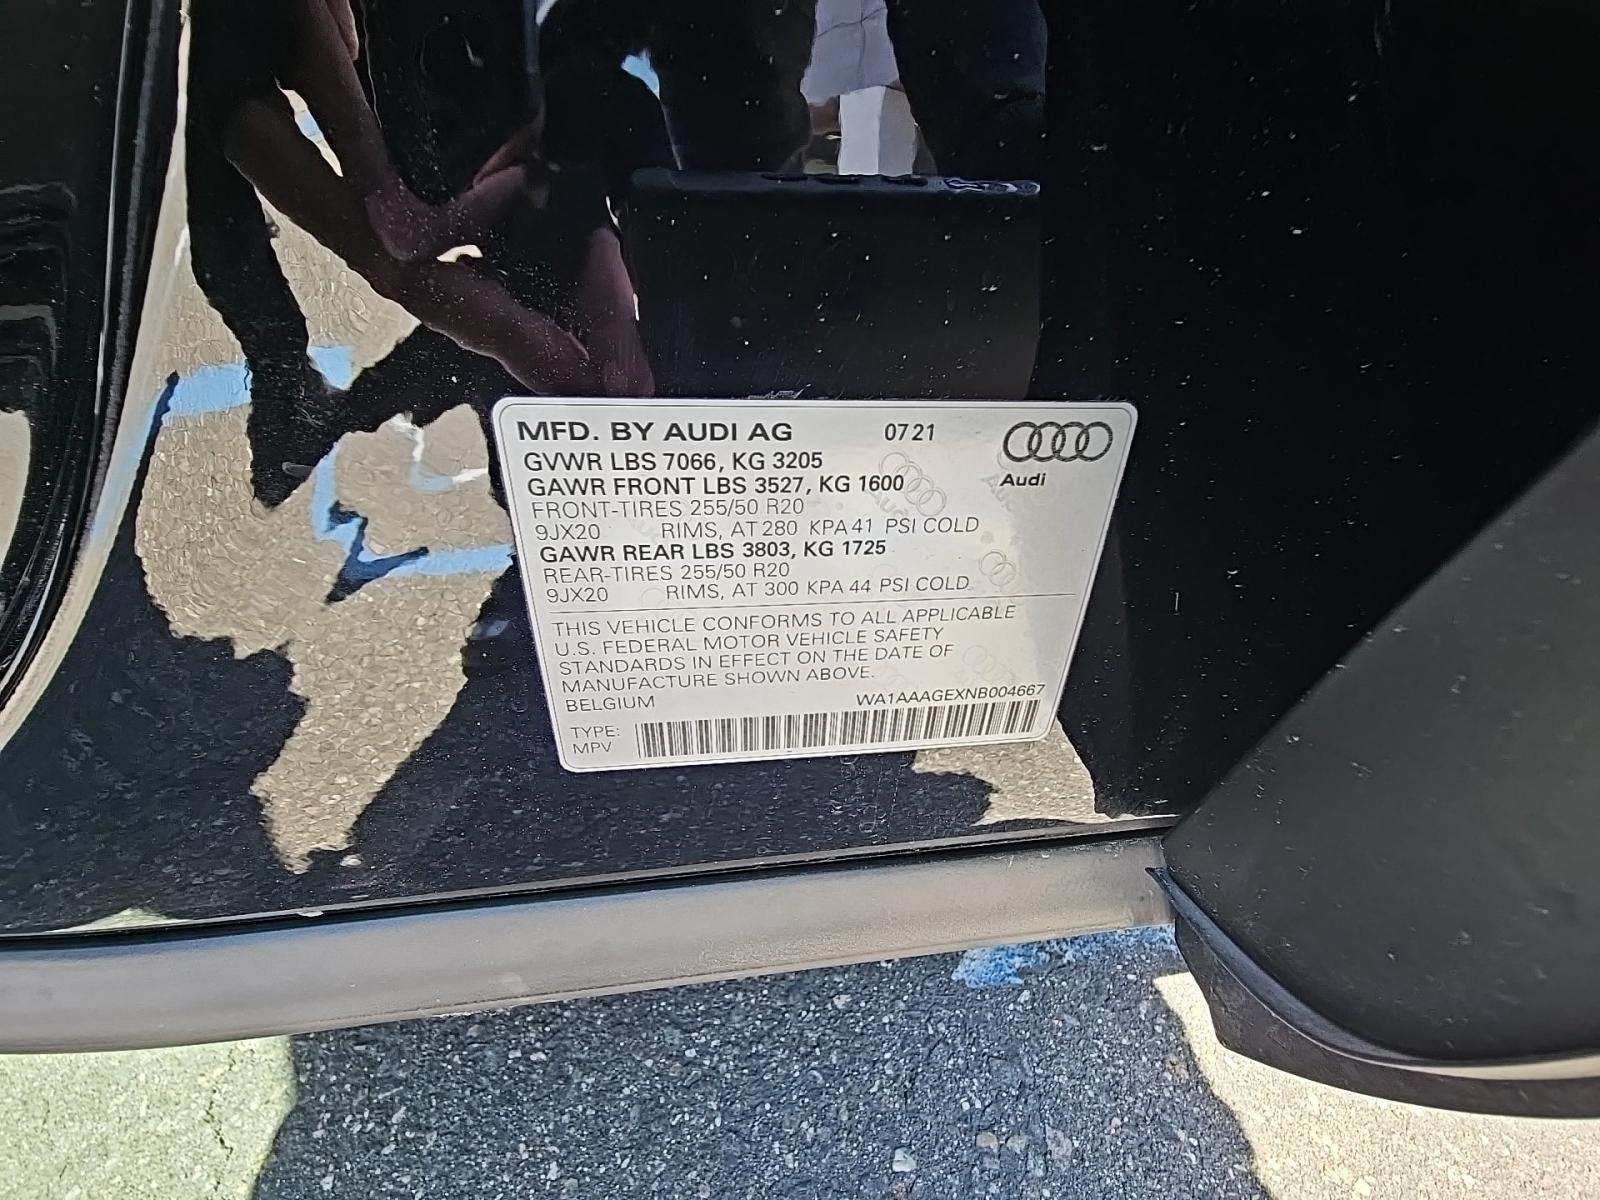 MFD. BY AUDI AG 0721
GVWR LBS 7066, KG 3205
GAWR FRONT LBS 3527, KG 1600
Audi
FRONT-TIRES 255/50 R20
9JX20 RIMS, AT 280 KPA 41 PSI COLD
GAWR REAR LBS 3803, KG 1725
REAR-TIRES 255/50 R20
9JX20 RIMS, AT 300 KPA 44 PSI COLD
THIS VEHICLE CONFORMS TO ALL APPLICABLE
U.S. FEDERAL MOTOR VEHICLE SAFETY
STANDARDS IN EFFECT ON THE DATE OF
MANUFACTURE SHOWN ABOVE.
BELGIUM WA1AAAGEXNB004667
TYPE:
MPV